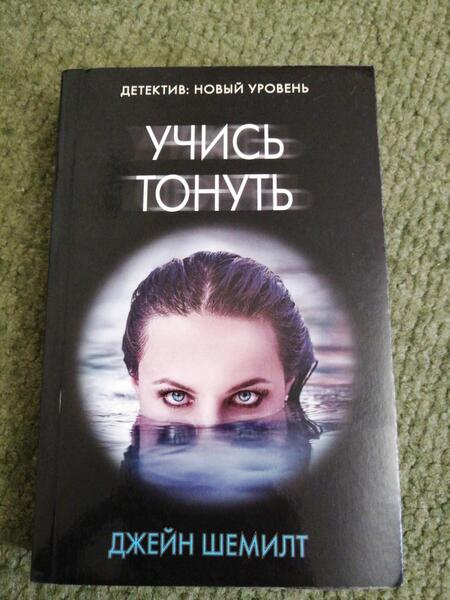 ДЕТЕКТИВ: НОВЫЙ УРОВЕНЬ
УЧИСЬ
ТОНУТЬ
ДЖЕЙН ШЕМИЛТ